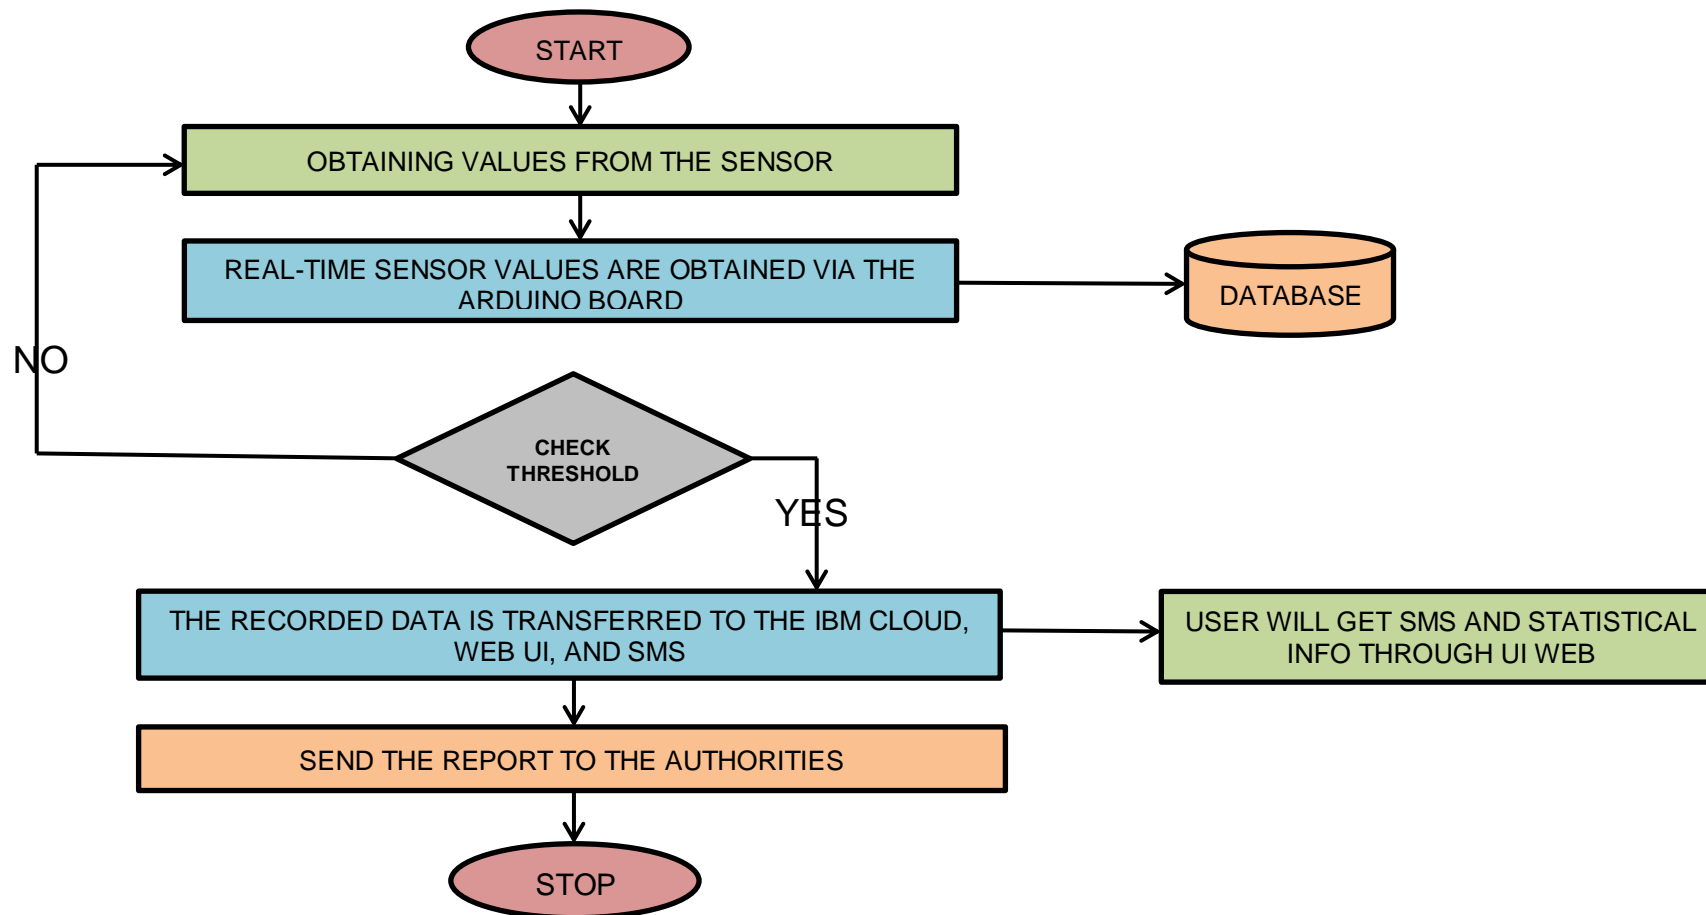 START
OBTAINING VALUES FROM THE SENSOR
REAL-TIME SENSOR VALUES ARE OBTAINED VIA THE
ARDUINO BOARD
DATABASE
NO
CHECK
THRESHOLD
YES
THE RECORDED DATA IS TRANSFERRED TO THE IBM CLOUD,
WEB UI, AND SMS
USER WILL GET SMS AND STATISTICAL
INFO THROUGH UI WEB
SEND THE REPORT TO THE AUTHORITIES
STOP